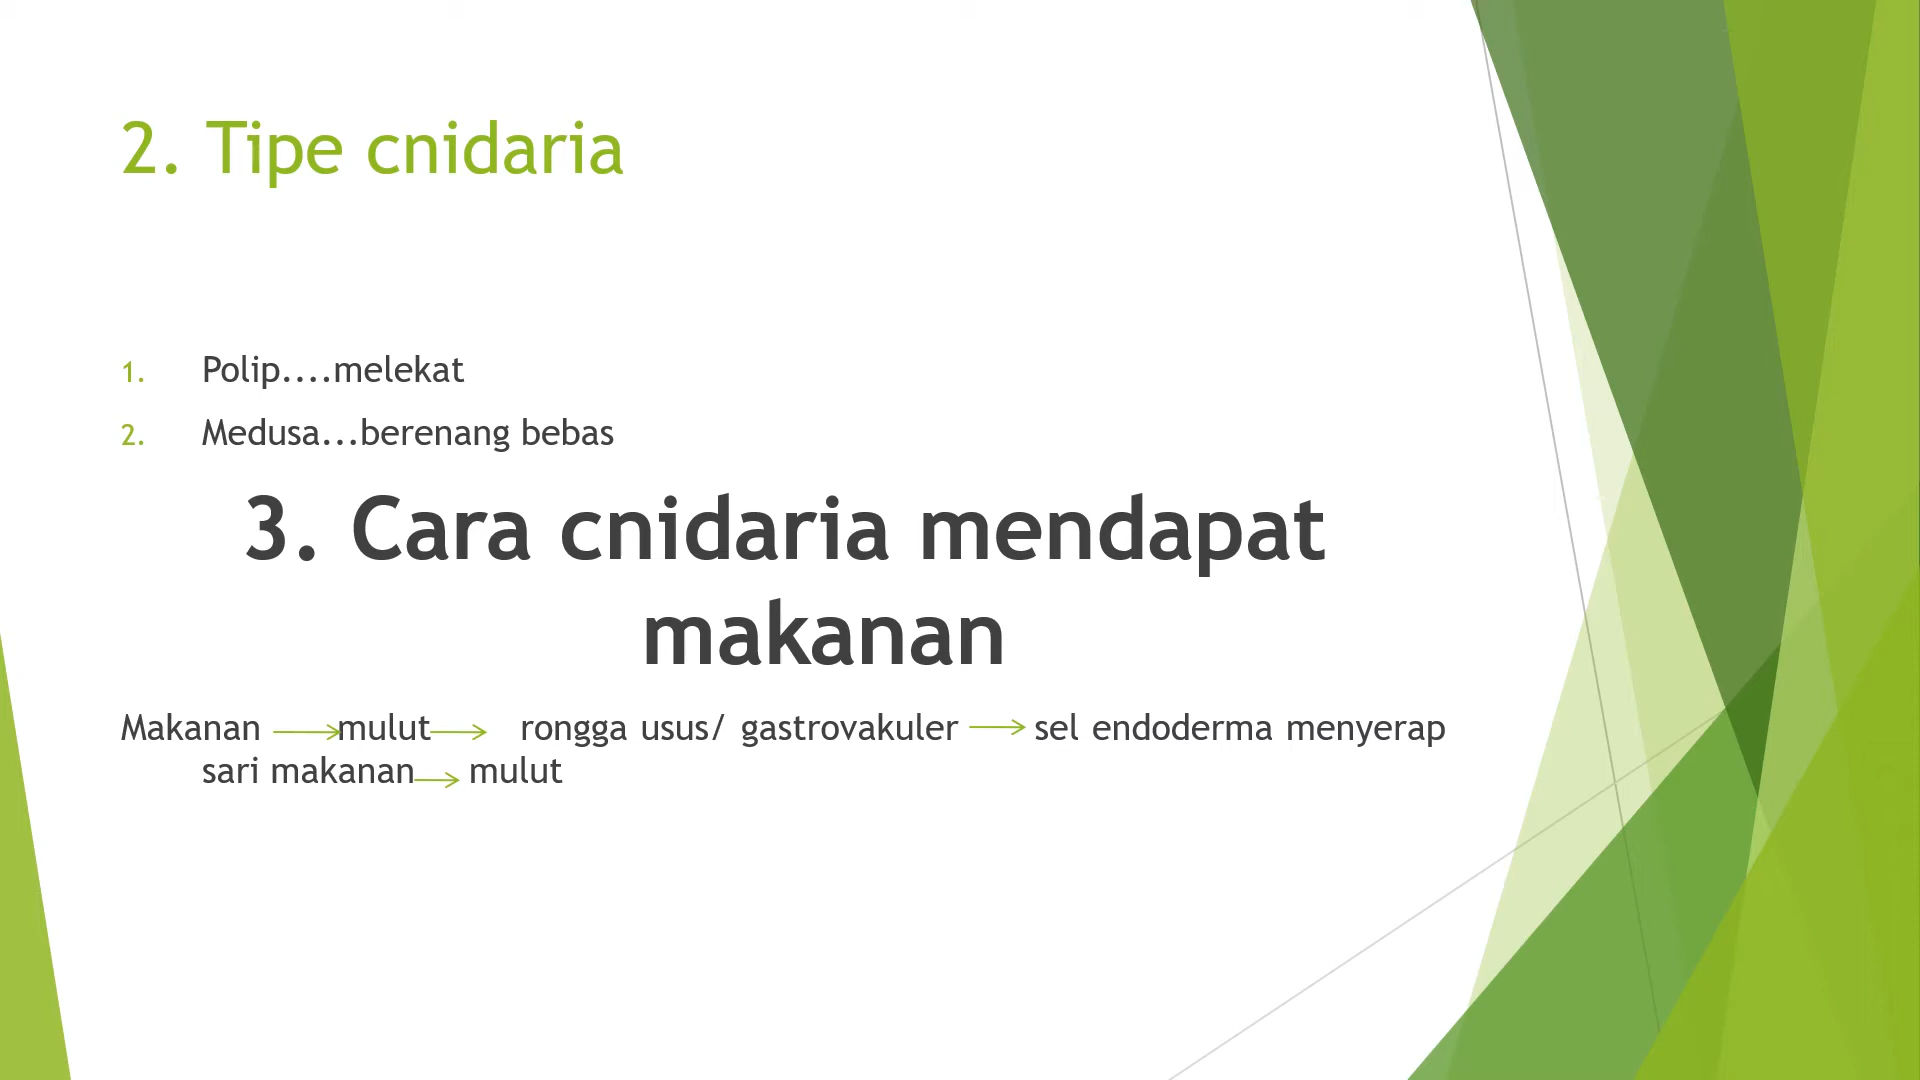 2. Tipe cnidaria
1. Polip....melekat
2. Medusa...berenang bebas
3. Cara cnidaria mendapat
makanan
Makanan → mulut → rongga usus/ gastrovakuler → sel endoderma menyerap
sari makanan → mulut